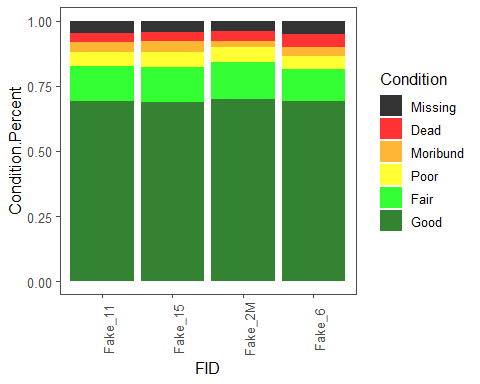 1.00
0.75
0.50
0.25
0.00
Condition.Percent
Fake_11
Fake_15
Fake_2M
Fake_6
FID
Condition
Missing
Dead
Moribund
Poor
Fair
Good